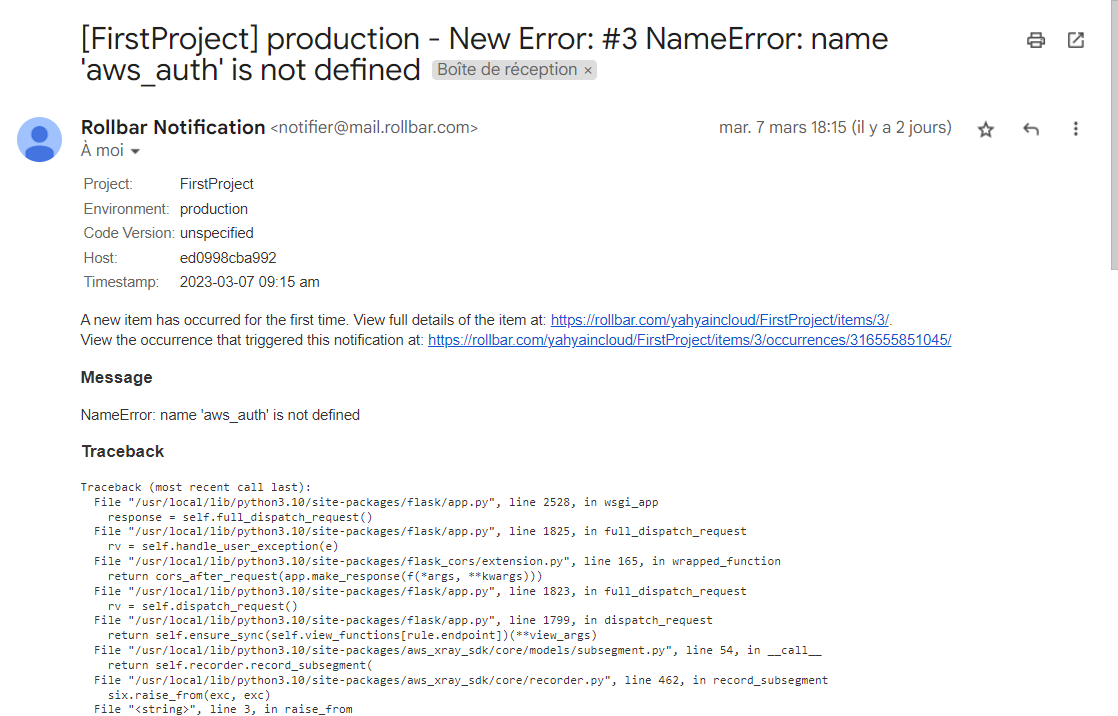 [FirstProject] production - New Error: #3 NameError: name
'aws_auth' is not defined Boîte de réception ×
Rollbar Notification <notifier@mail.rollbar.com> mar. 7 mars 18:15 (il y a 2 jours)
À moi
Project: FirstProject
Environment: production
Code Version: unspecified
Host: ed0998cba992
Timestamp: 2023-03-07 09:15 am
A new item has occurred for the first time. View full details of the item at: https://rollbar.com/yahyaincloud/FirstProject/items/3/.
View the occurrence that triggered this notification at: https://rollbar.com/yahyaincloud/FirstProject/items/3/occurrences/316555851045/
Message
NameError: name 'aws_auth' is not defined
Traceback
Traceback (most recent call last):
  File "/usr/local/lib/python3.10/site-packages/flask/app.py", line 2528, in wsgi_app
    response = self.full_dispatch_request()
  File "/usr/local/lib/python3.10/site-packages/flask/app.py", line 1825, in full_dispatch_request
    rv = self.handle_user_exception(e)
  File "/usr/local/lib/python3.10/site-packages/flask_cors/extension.py", line 165, in wrapped_function
    return cors_after_request(app.make_response(f(*args, **kwargs)))
  File "/usr/local/lib/python3.10/site-packages/flask/app.py", line 1823, in full_dispatch_request
    rv = self.dispatch_request()
  File "/usr/local/lib/python3.10/site-packages/flask/app.py", line 1799, in dispatch_request
    return self.ensure_sync(self.view_functions[rule.endpoint])(**view_args)
  File "/usr/local/lib/python3.10/site-packages/aws_xray_sdk/core/models/subsegment.py", line 54, in __call__
    return self.recorder.record_subsegment(
  File "/usr/local/lib/python3.10/site-packages/aws_xray_sdk/core/recorder.py", line 462, in record_subsegment
    six.raise_from(exc, exc)
  File "<string>", line 3, in raise_from